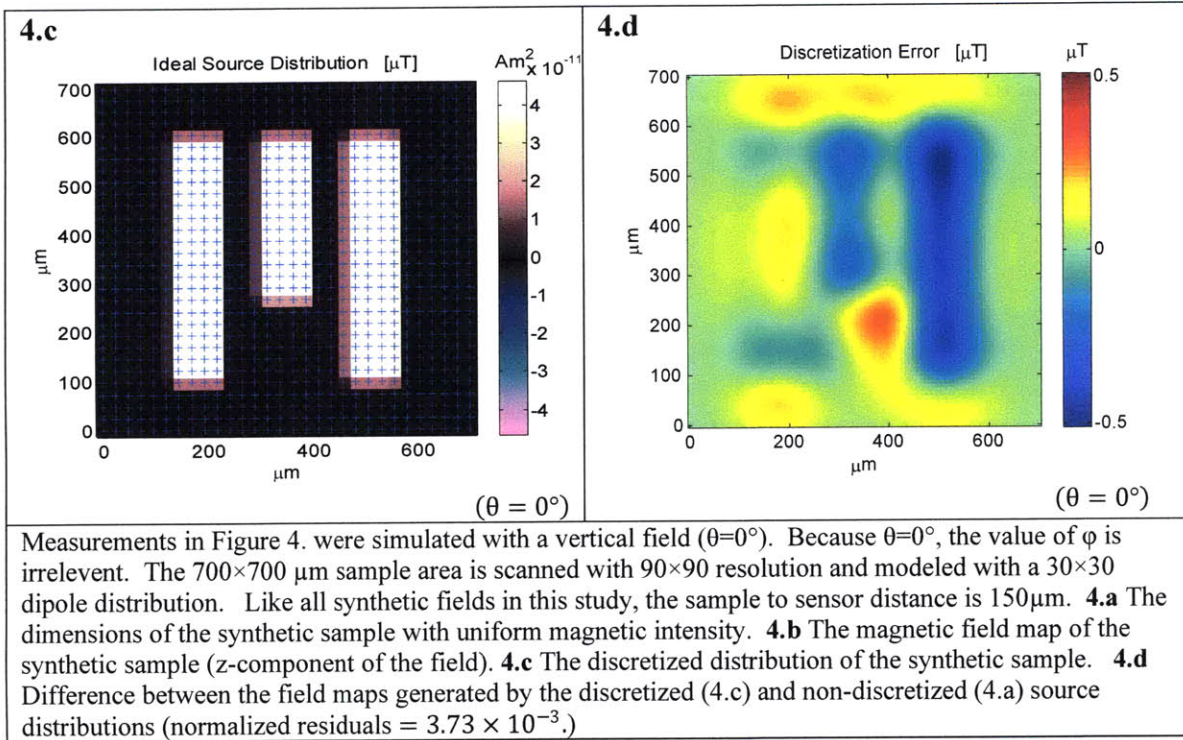 4.c
Ideal Source Distribution [μT]
Am²
x 10⁻¹¹
700
600
500
400
300
200
100
0
μm
0 200 400 600
μm
4
3
2
1
0
-1
-2
-3
-4
(θ = 0°)
4.d
Discretization Error [μT]
μT
700
600
500
400
300
200
100
0
μm
0 200 400 600
μm
0.5
0
-0.5
(θ = 0°)
Measurements in Figure 4. were simulated with a vertical field (θ=0°). Because θ=0°, the value of φ is
irrelevent. The 700×700 μm sample area is scanned with 90×90 resolution and modeled with a 30×30
dipole distribution. Like all synthetic fields in this study, the sample to sensor distance is 150μm. 4.a The
dimensions of the synthetic sample with uniform magnetic intensity. 4.b The magnetic field map of the
synthetic sample (z-component of the field). 4.c The discretized distribution of the synthetic sample. 4.d
Difference between the field maps generated by the discretized (4.c) and non-discretized (4.a) source
distributions (normalized residuals = 3.73 × 10⁻³.)